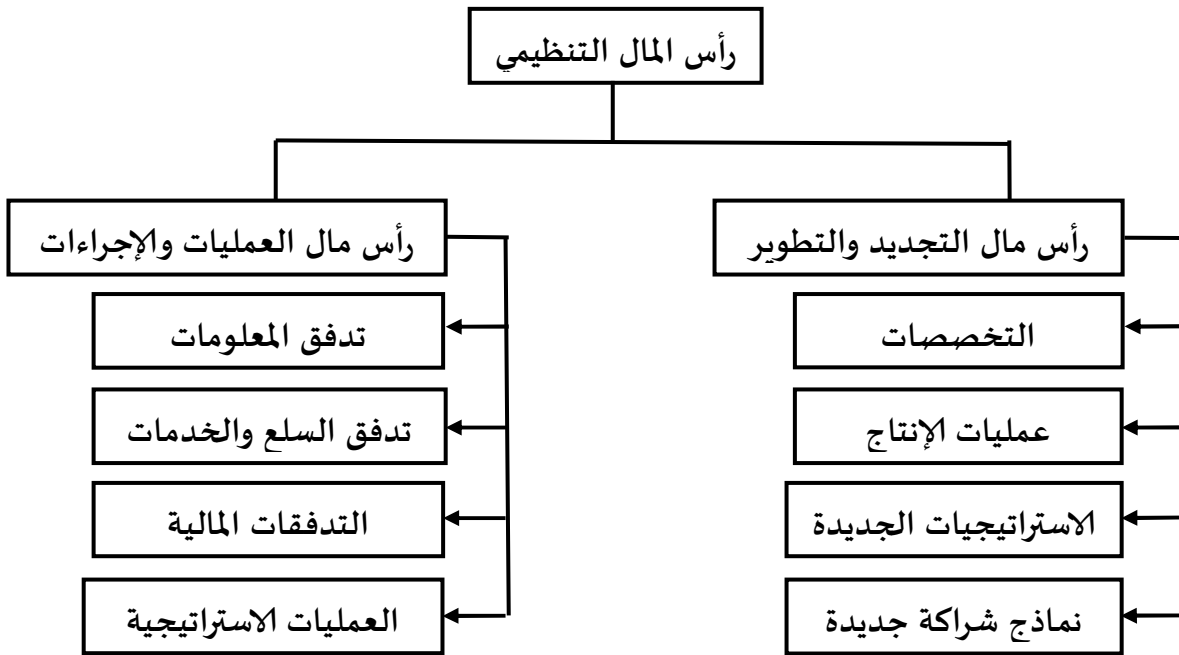 رأس المال التنظيمي
رأس مال التجديد والتطوير
التخصصات
عمليات الإنتاج
الاستراتيجيات الجديدة
نماذج شراكة جديدة
رأس مال العمليات والإجراءات
تدفق المعلومات
تدفق السلع والخدمات
التدفقات المالية
العمليات الاستراتيجية